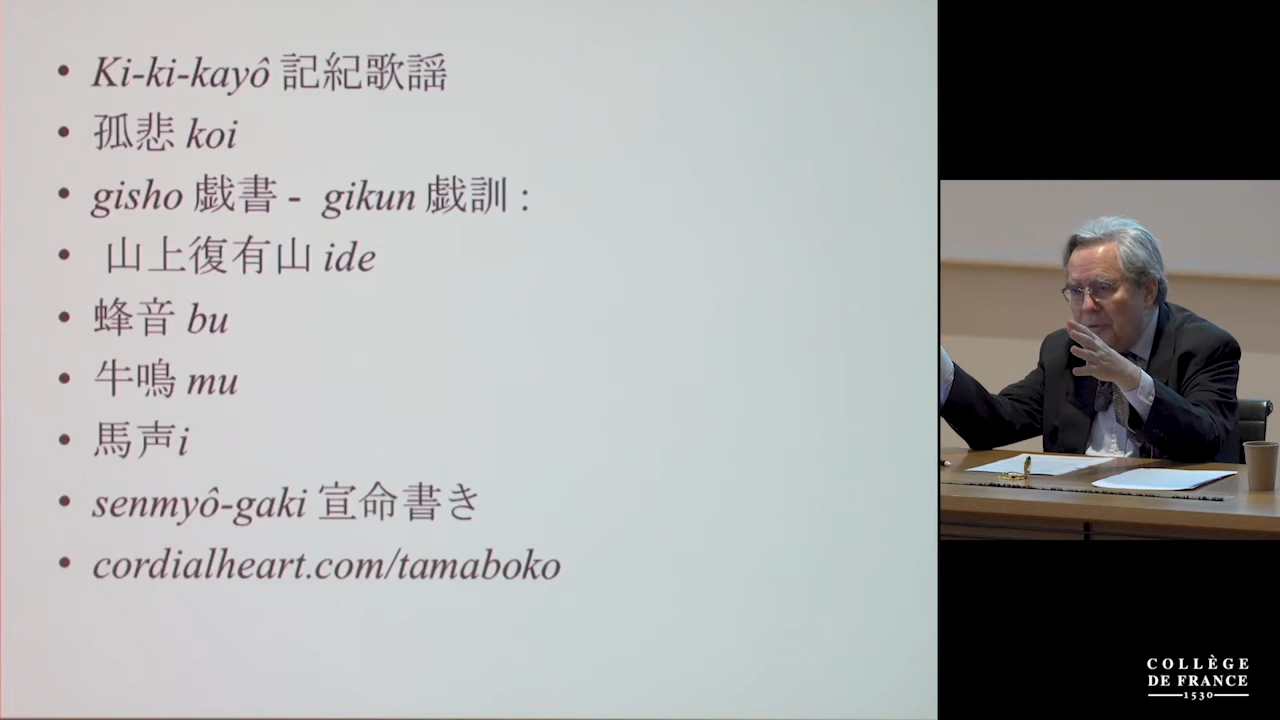 • Ki-ki-kayô 記紀歌謡
• 孤悲 koi
• gisho 戯書 - gikun 戯訓 :
• 山上復有山 ide
• 蜂音 bu
• 牛鳴 mu
• 馬声i
• senmyô-gaki 宣命書き
• cordialheart.com/tamaboko
COLLÈGE
DE FRANCE
1530